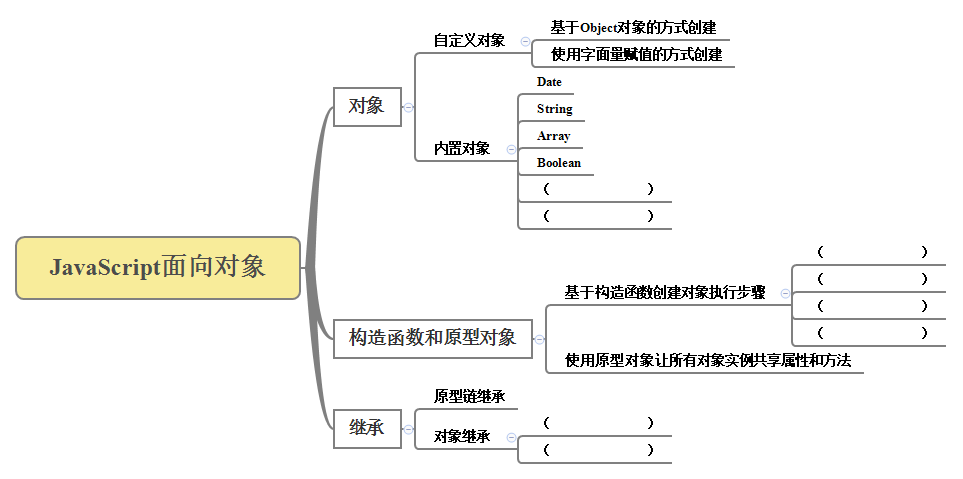 JavaScript面向对象
对象
自定义对象
基于Object对象的方式创建
使用字面量赋值的方式创建
内置对象
Date
String
Array
Boolean
（　　　　　　　）
（　　　　　　　）
构造函数和原型对象
基于构造函数创建对象执行步骤
（　　　　　　　）
（　　　　　　　）
（　　　　　　　）
（　　　　　　　）
使用原型对象让所有对象实例共享属性和方法
继承
原型链继承
对象继承
（　　　　　　　）
（　　　　　　　）